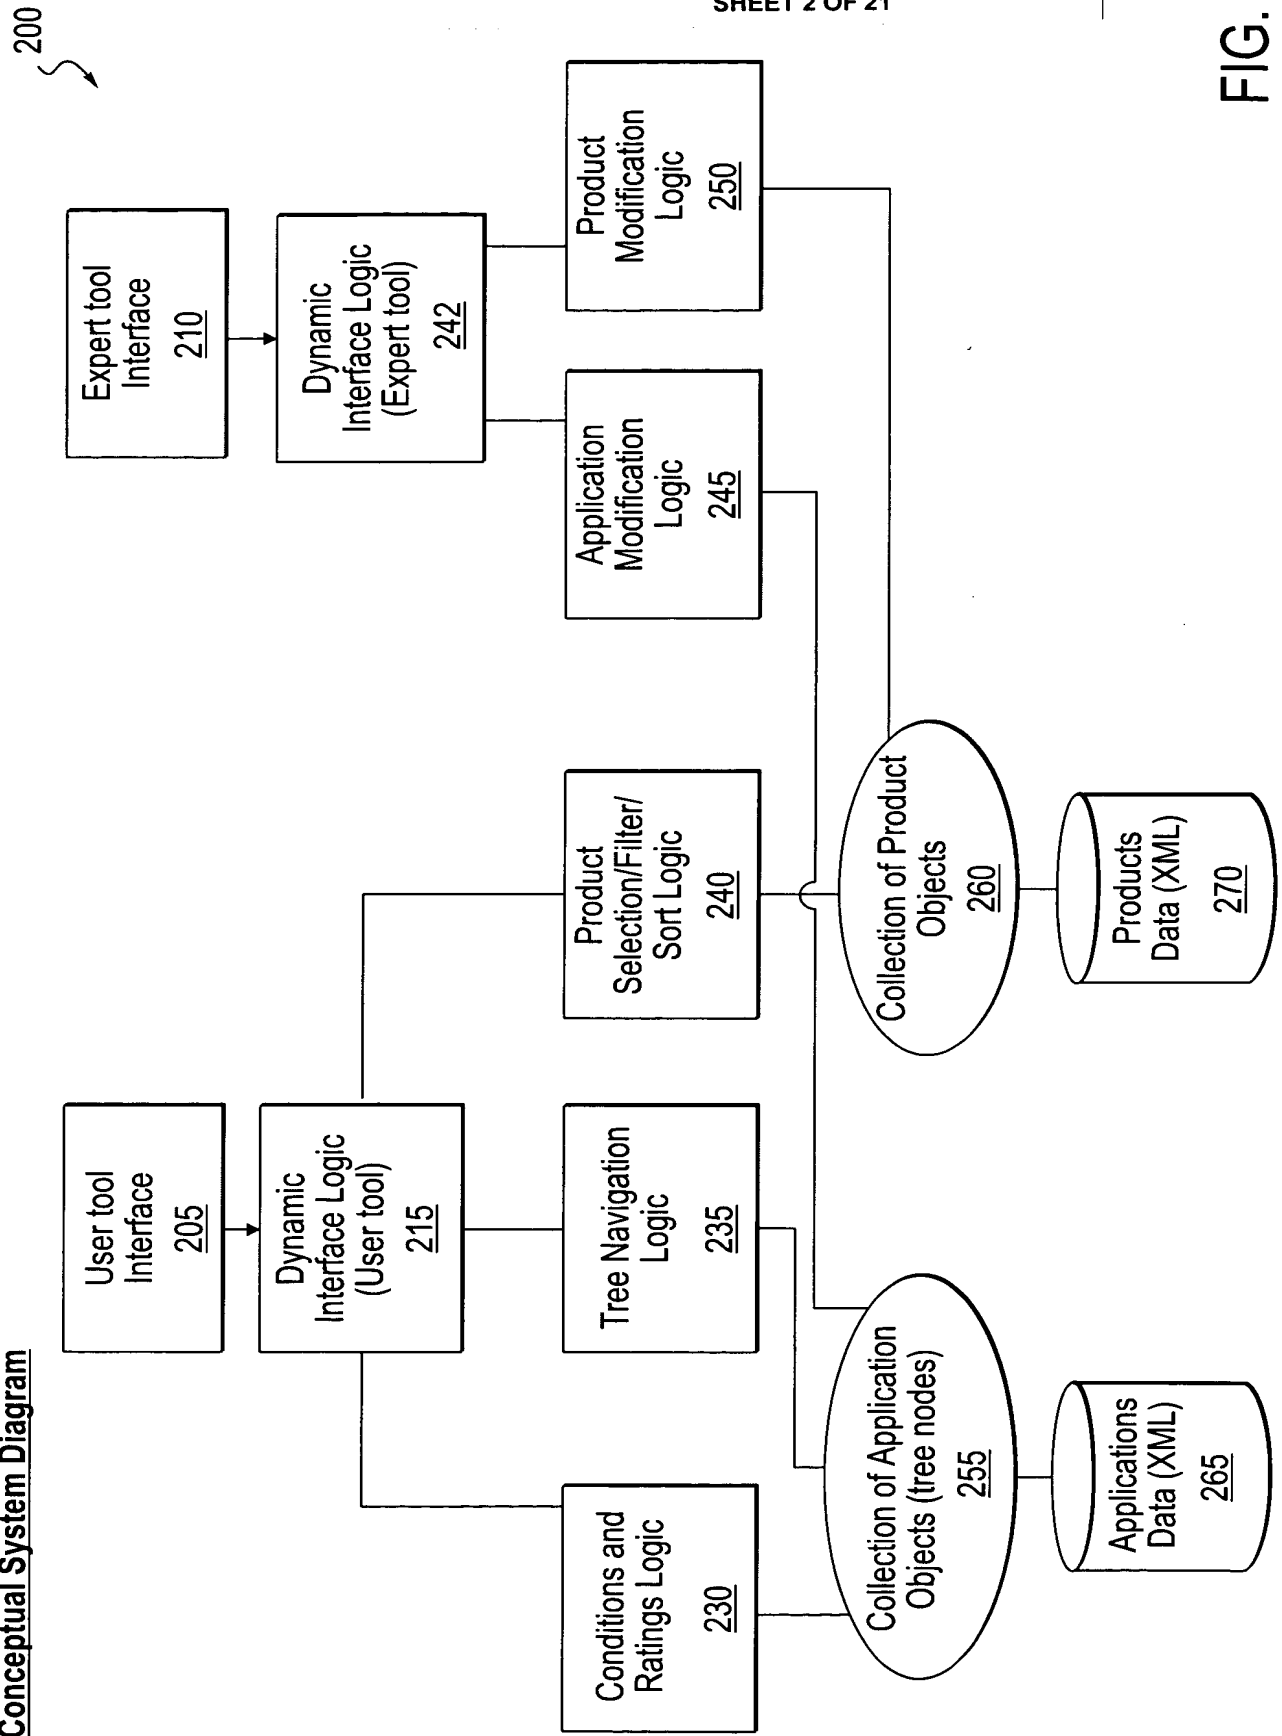 SHEET 2 OF 21
Conceptual System Diagram
200
User tool
Interface
205
Expert tool
Interface
210
Dynamic
Interface Logic
(User tool)
215
Dynamic
Interface Logic
(Expert tool)
242
Conditions and
Ratings Logic
230
Tree Navigation
Logic
235
Product
Selection/Filter/
Sort Logic
240
Application
Modification
Logic
245
Product
Modification
Logic
250
Collection of Application
Objects (tree nodes)
255
Collection of Product
Objects
260
Applications
Data (XML)
265
Products
Data (XML)
270
FIG.